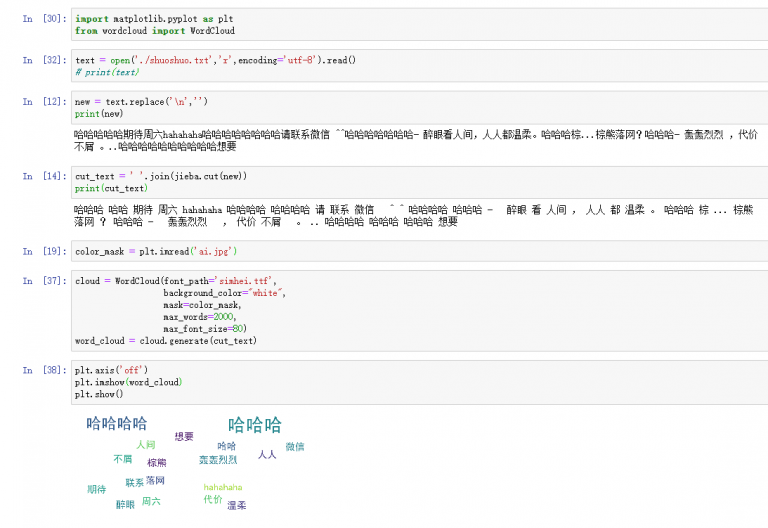 In [30]: import matplotlib.pyplot as plt
from wordcloud import WordCloud
In [32]: text = open('./shuoshuo.txt','r',encoding='utf-8').read()
# print(text)
In [12]: new = text.replace('\n','')
print(new)
哈哈哈哈哈期待周六hahahaha哈哈哈哈哈哈哈哈请联系微信 ^^哈哈哈哈哈哈哈- 醉眼看人间，人人都温柔。哈哈哈棕...棕熊落网？哈哈哈- 轰轰烈烈 ，代价
不屑 。..哈哈哈哈哈哈哈哈哈哈想要
In [14]: cut_text = ' '.join(jieba.cut(new))
print(cut_text)
哈哈哈 哈哈 期待 周六 hahahaha 哈哈哈哈 哈哈哈哈 请 联系 微信 ^ ^ 哈哈哈哈 哈哈哈 - 醉眼 看 人间 ， 人人 都 温柔 。 哈哈哈 棕 ... 棕熊
落网 ？ 哈哈哈 - 轰轰烈烈 ， 代价 不屑 。 .. 哈哈哈哈 哈哈哈 哈哈哈 想要
In [19]: color_mask = plt.imread('ai.jpg')
In [37]: cloud = WordCloud(font_path='simhei.ttf',
background_color="white",
mask=color_mask,
max_words=2000,
max_font_size=80)
word_cloud = cloud.generate(cut_text)
In [38]: plt.axis('off')
plt.imshow(word_cloud)
plt.show()
哈哈哈哈 哈哈哈
想要
人间 哈哈 微信
不屑 棕熊 轰轰烈烈 人人
联系 落网
期待 hahahaha
醉眼 周六 代价 温柔